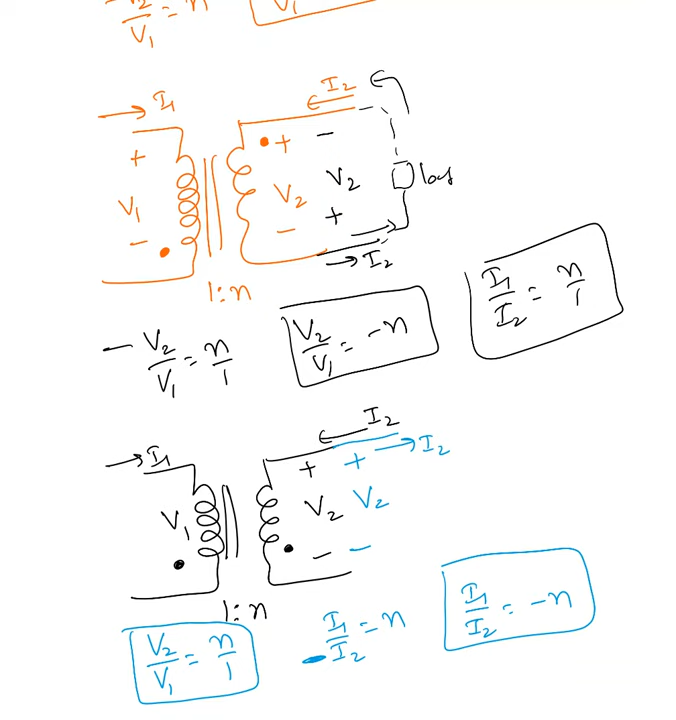 - V2/V1 = n
V1
I1
I2
+ + -
V1 V2 V2
- - +
I2
1:n
- V2/V1 = n/1
V2/V1 = -n
I1/I2 = n/1
I1
I2
I2
+ +
V1 V2 V2
- -
1:n
V2/V1 = n/1
I1/-I2 = n
I1/I2 = -n